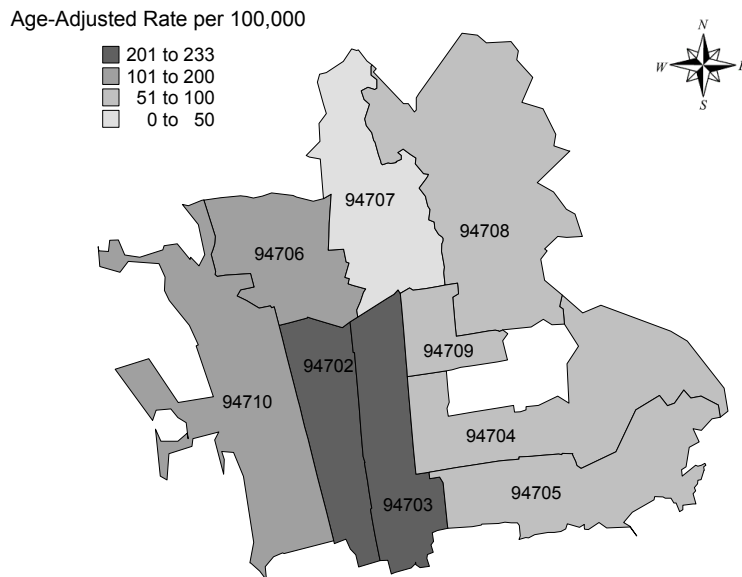 Age-Adjusted Rate per 100,000
201 to 233
101 to 200
51 to 100
0 to 50
N
W
S
94707
94708
94706
94709
94702
94710
94704
94705
94703